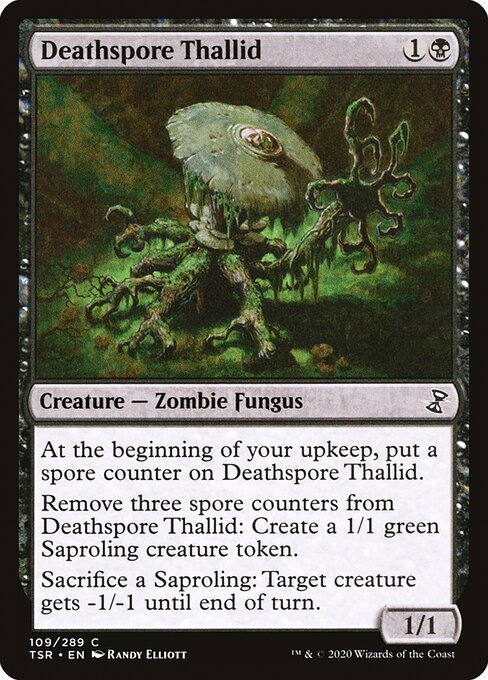 Deathspore Thallid 1
Creature — Zombie Fungus
At the beginning of your upkeep, put a
spore counter on Deathspore Thallid.
Remove three spore counters from
Deathspore Thallid: Create a 1/1 green
Saproling creature token.
Sacrifice a Saproling: Target creature
gets -1/-1 until end of turn.
1/1
109/289 C
TSR • EN RANDY ELLIOTT
™ & © 2020 Wizards of the Coast